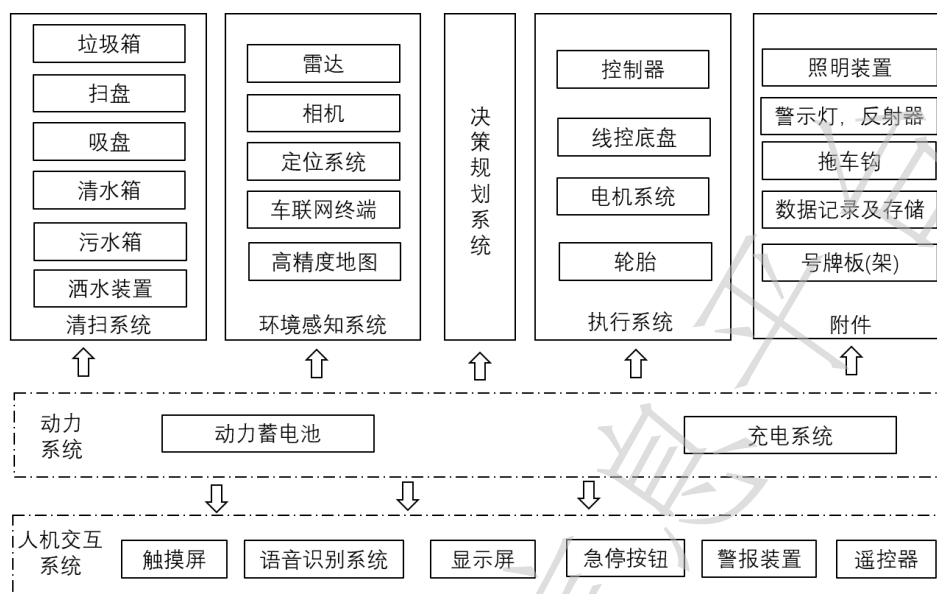 垃圾箱
扫盘
吸盘
清水箱
污水箱
洒水装置
清扫系统
雷达
相机
定位系统
车联网终端
高精度地图
环境感知系统
决策规划系统
控制器
线控底盘
电机系统
轮胎
执行系统
照明装置
警示灯，反射器
拖车钩
数据记录及存储
号牌板(架)
附件
动力
系统
动力蓄电池
充电系统
人机交互
系统
触摸屏
语音识别系统
显示屏
急停按钮
警报装置
遥控器
息平台